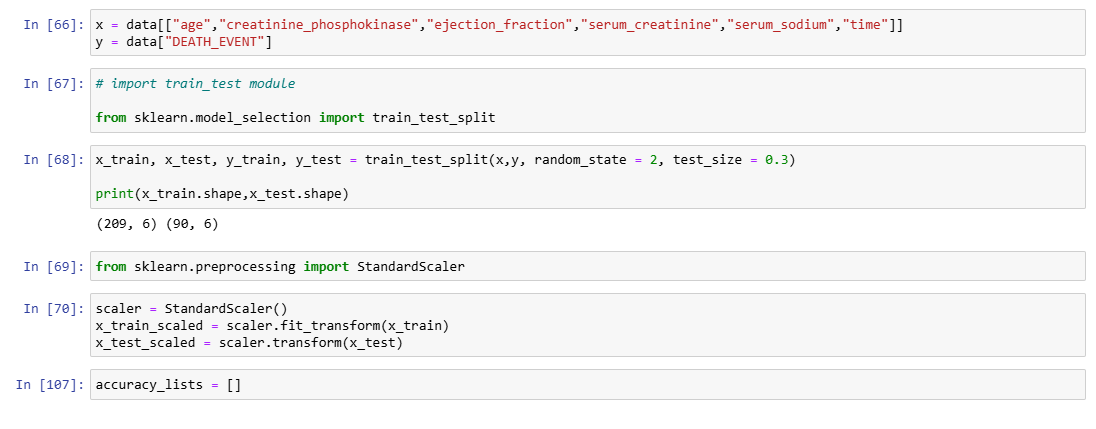 In [66]: x = data[["age","creatinine_phosphokinase","ejection_fraction","serum_creatinine","serum_sodium","time"]]
y = data["DEATH_EVENT"]
In [67]: # import train_test module
from sklearn.model_selection import train_test_split
In [68]: x_train, x_test, y_train, y_test = train_test_split(x,y, random_state = 2, test_size = 0.3)
print(x_train.shape,x_test.shape)
(209, 6) (90, 6)
In [69]: from sklearn.preprocessing import StandardScaler
In [70]: scaler = StandardScaler()
x_train_scaled = scaler.fit_transform(x_train)
x_test_scaled = scaler.transform(x_test)
In [107]: accuracy_lists = []